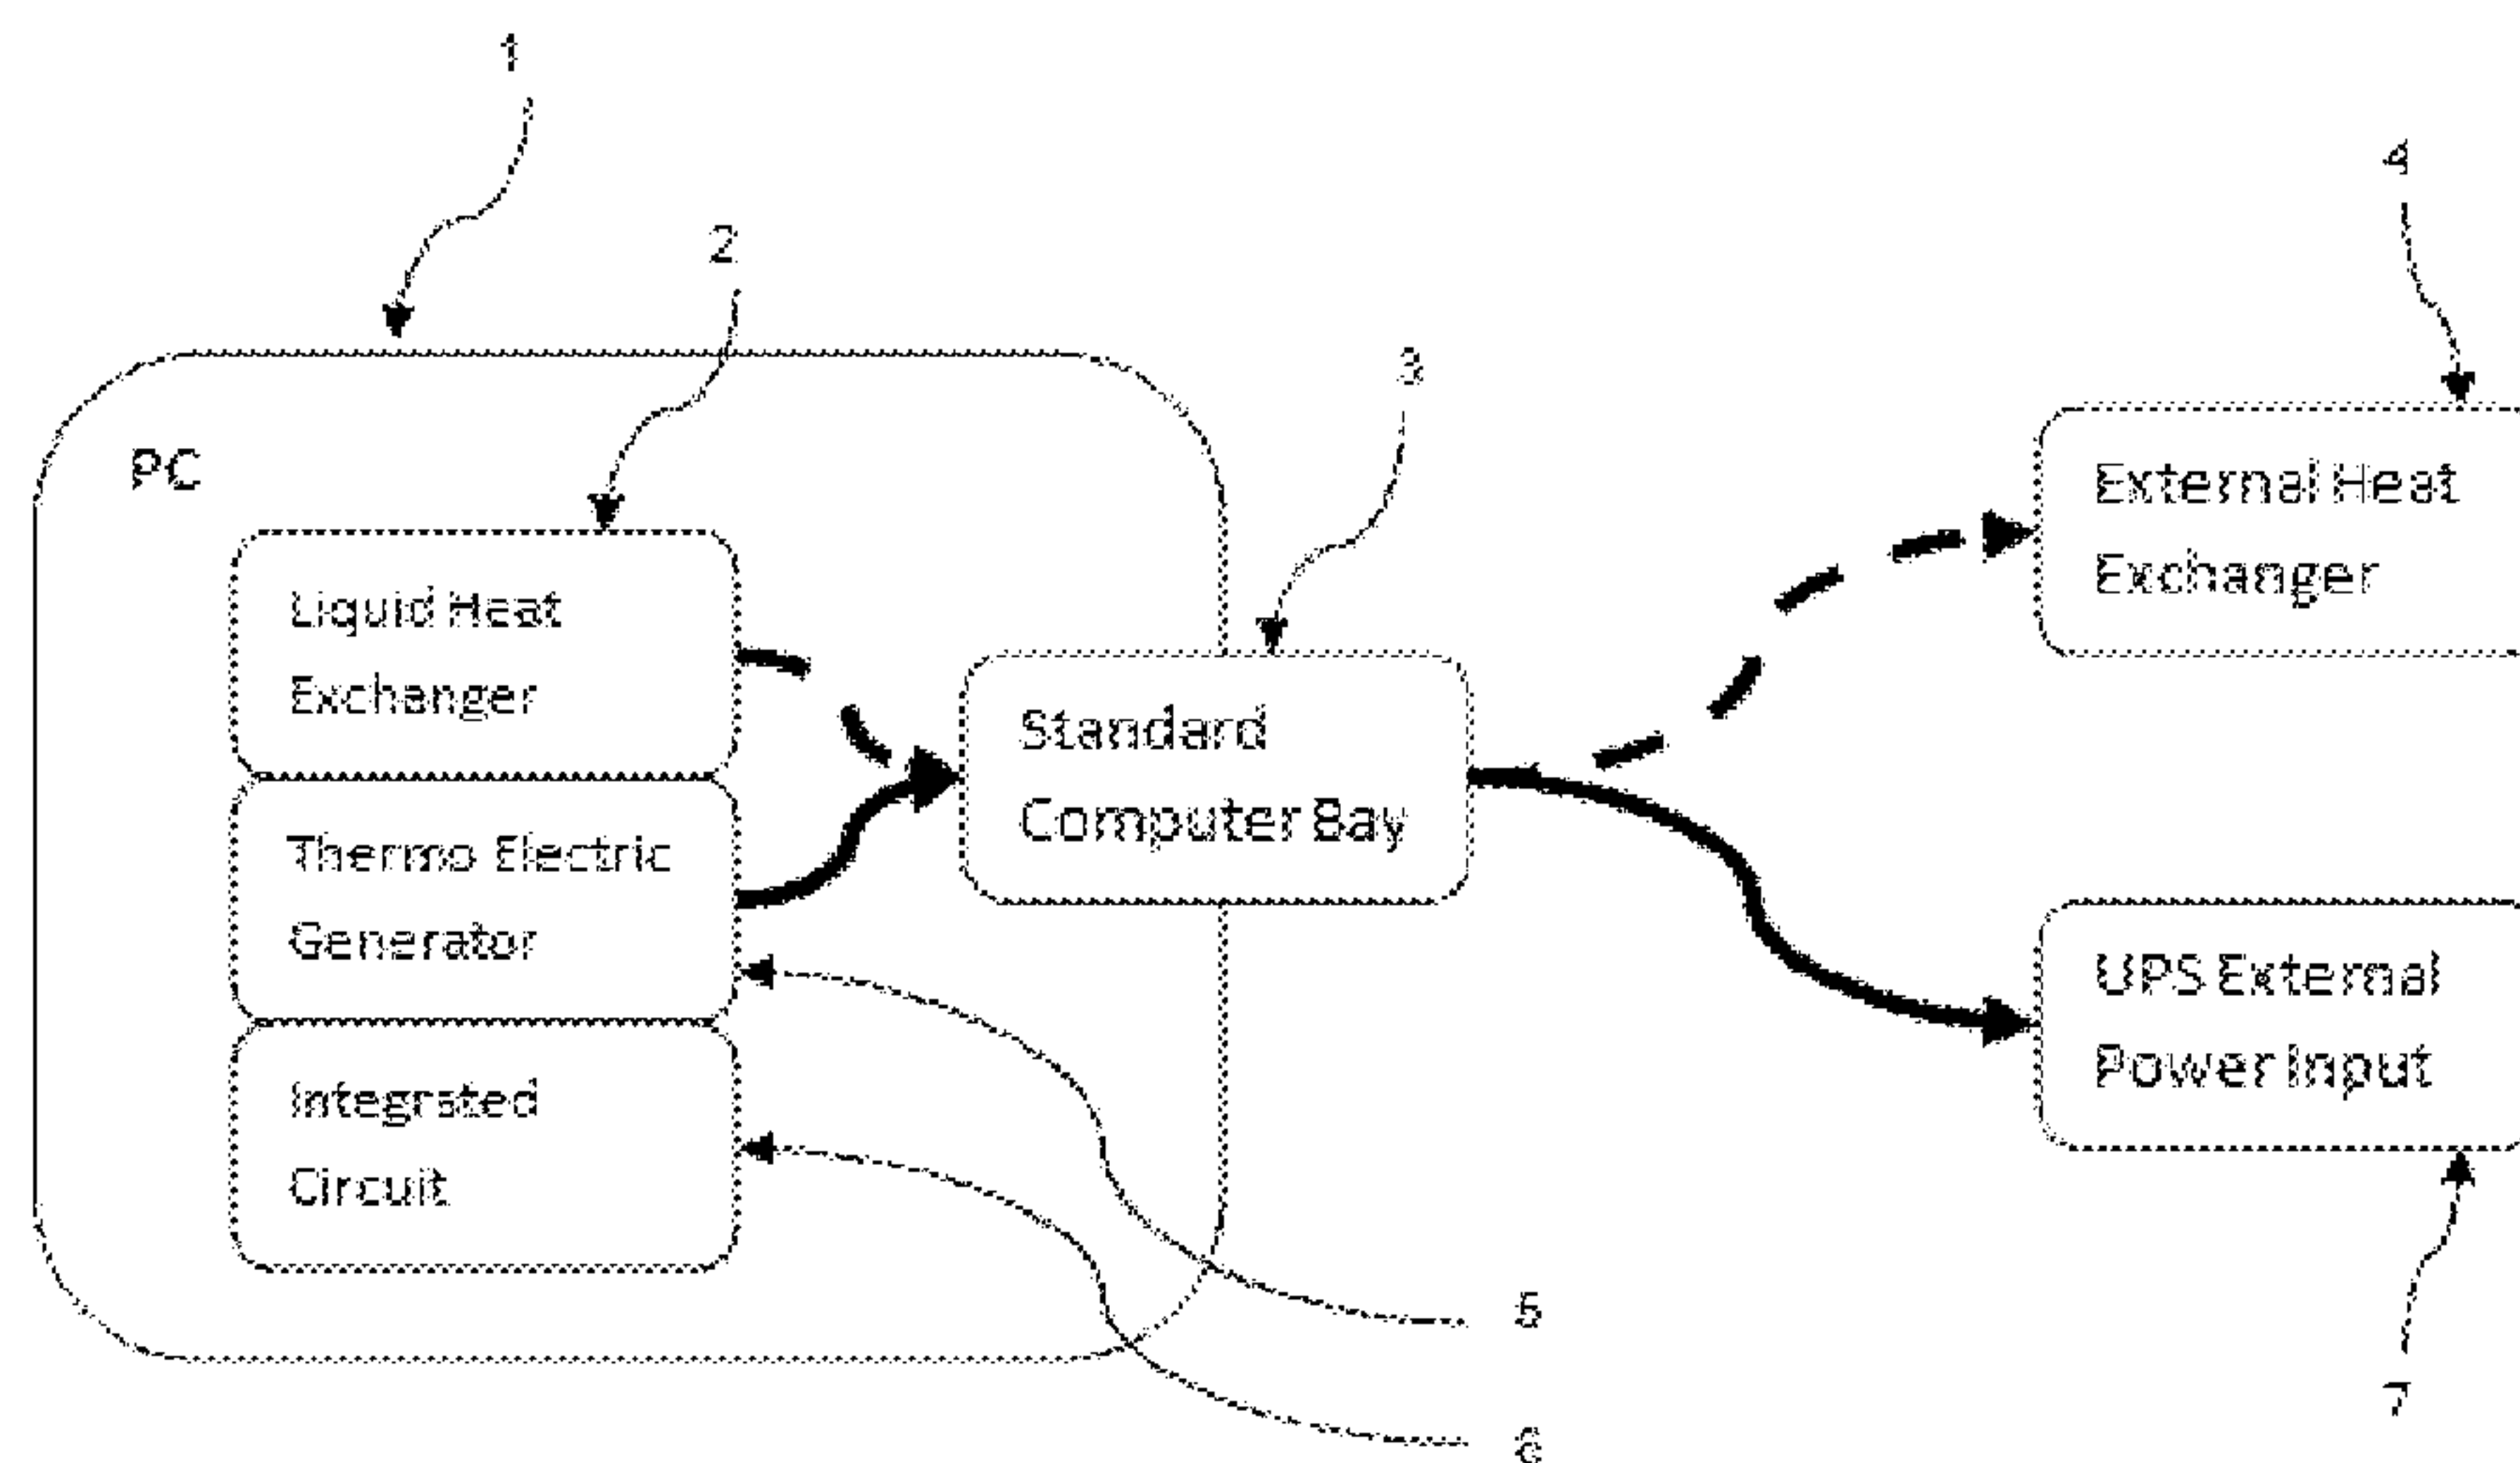 1
2
3
4
PC
Liquid Heat
Exchanger
Thermo Electric
Generator
Integrated
Circuit
Standard
Computer Bay
External Heat
Exchanger
UPS External
Power Input
5
6
7